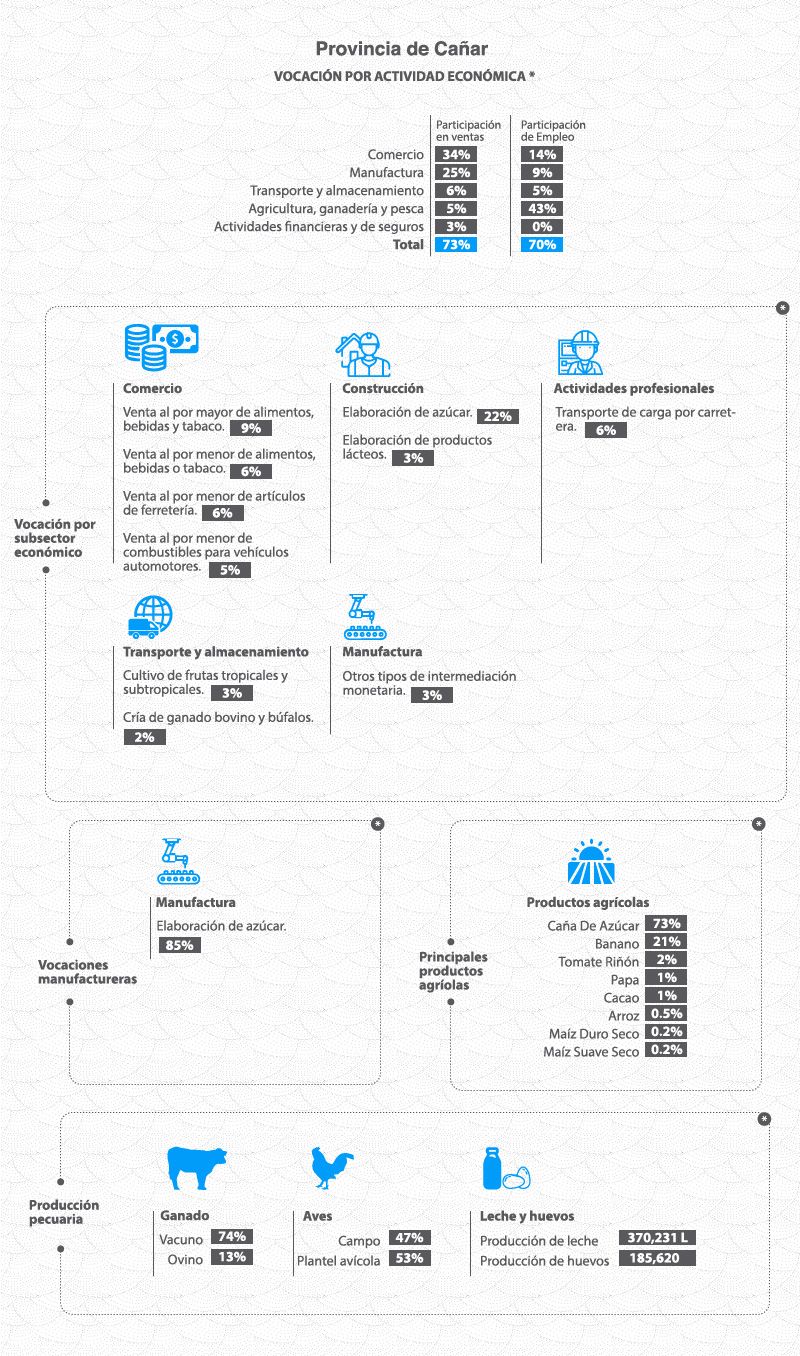 Provincia de Cañar
VOCACIÓN POR ACTIVIDAD ECONÓMICA *
Participación
en ventas
Participación
de Empleo
Comercio 34% 14%
Manufactura 25% 9%
Transporte y almacenamiento 6% 5%
Agricultura, ganadería y pesca 5% 43%
Actividades financieras y de seguros 3% 0%
Total 73% 70%
*
Vocación por
subsector
económico
Comercio
Venta al por mayor de alimentos,
bebidas y tabaco. 9%
Venta al por menor de alimentos,
bebidas o tabaco. 6%
Venta al por menor de artículos
de ferretería. 6%
Venta al por menor de
combustibles para vehículos
automotores. 5%
Construcción
Elaboración de azúcar. 22%
Elaboración de productos
lácteos. 3%
Actividades profesionales
Transporte de carga por carret-
era. 6%
Transporte y almacenamiento
Cultivo de frutas tropicales y
subtropicales. 3%
Cría de ganado bovino y búfalos.
2%
Manufactura
Otros tipos de intermediación
monetaria. 3%
*
Vocaciones
manufactureras
Manufactura
Elaboración de azúcar.
85%
*
Principales
productos
agríolas
Productos agrícolas
Caña De Azúcar 73%
Banano 21%
Tomate Riñón 2%
Papa 1%
Cacao 1%
Arroz 0.5%
Maíz Duro Seco 0.2%
Maíz Suave Seco 0.2%
*
Producción
pecuaria
Ganado
Vacuno 74%
Ovino 13%
Aves
Campo 47%
Plantel avícola 53%
Leche y huevos
Producción de leche 370,231 L
Producción de huevos 185,620